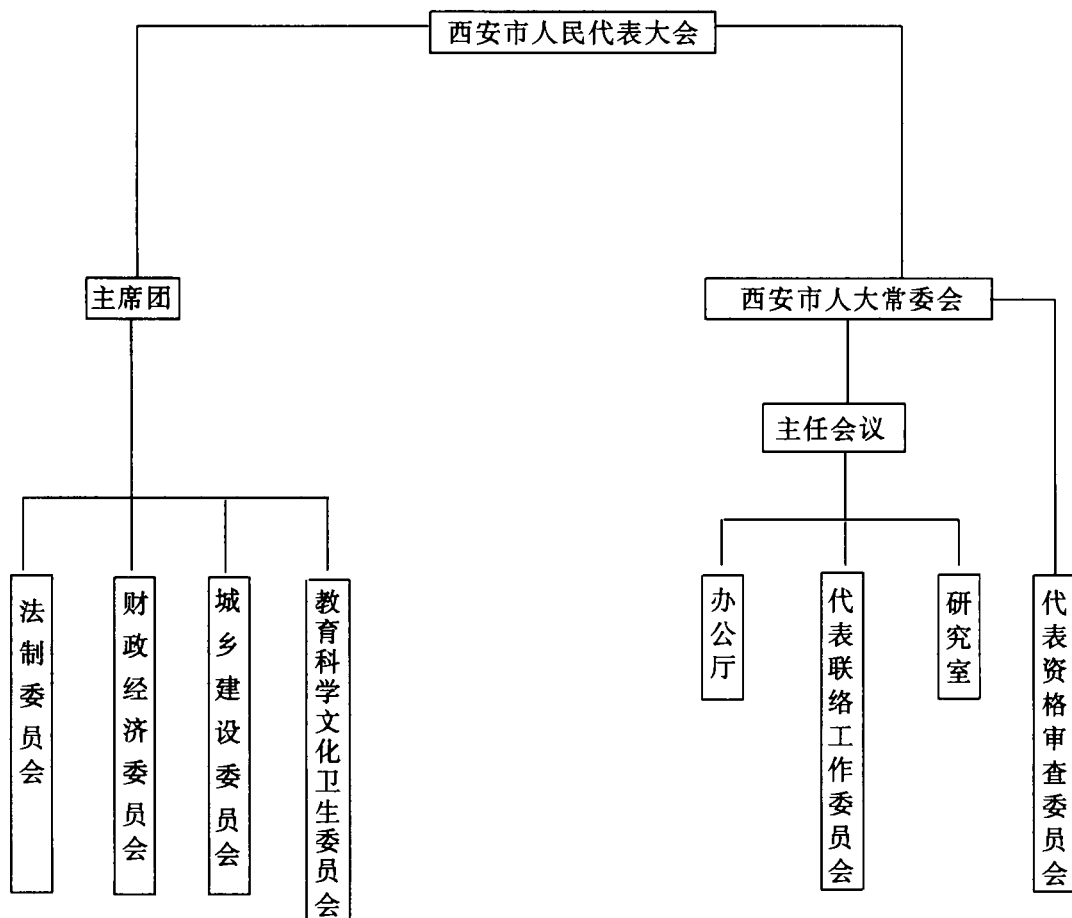 西安市人民代表大会
主席团
西安市人大常委会
主任会议
法制委员会
财政经济委员会
城乡建设委员会
教育科学文化卫生委员会
办公厅
代表联络工作委员会
研究室
代表资格审查委员会